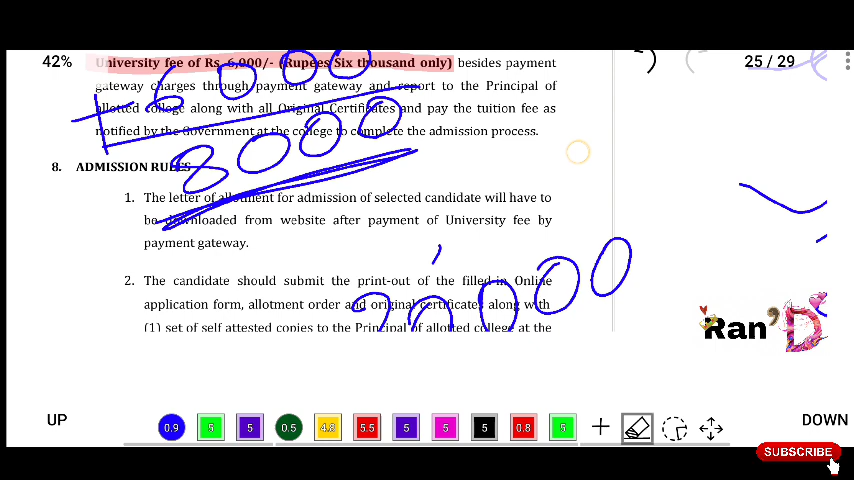 42%
25 / 29
University fee of Rs. 6,000/- (Rupees Six thousand only) besides payment
gateway charges through payment gateway and report to the Principal of
allotted college along with all Original Certificates and pay the tuition fee as
notified by the Government at the college to complete the admission process.
+ 6000
8000
8. ADMISSION RULES
1. The letter of allotment for admission of selected candidate will have to
be downloaded from website after payment of University fee by
payment gateway.
2. The candidate should submit the print-out of the filled-in Online
application form, allotment order and original certificates along with
(1) set of self attested copies to the Principal of allotted college at the
Ran'D
UP
0.9 5 5 0.5 4.8 5.5 5 5 5 0.8 5
DOWN
SUBSCRIBE